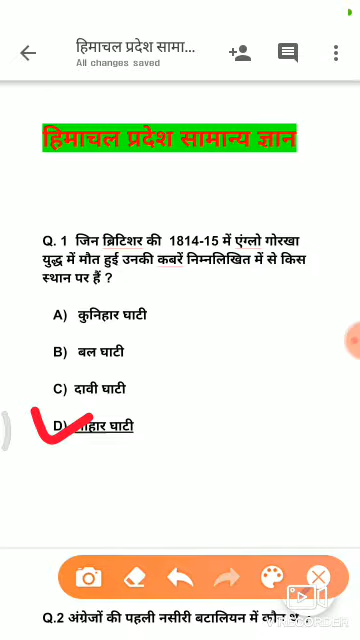 हिमाचल प्रदेश सामा...
All changes saved
हिमाचल प्रदेश सामान्य ज्ञान
Q. 1 जिन ब्रिटिशर की 1814-15 में एंग्लो गोरखा
युद्ध में मौत हुई उनकी कबरें निम्नलिखित में से किस
स्थान पर हैं ?
A) कुनिहार घाटी
B) बल घाटी
C) दावी घाटी
D) घाटी
Q.2 अंग्रेजों की पहली नसीरी बटालियन में कौन
VIVAVIDEO